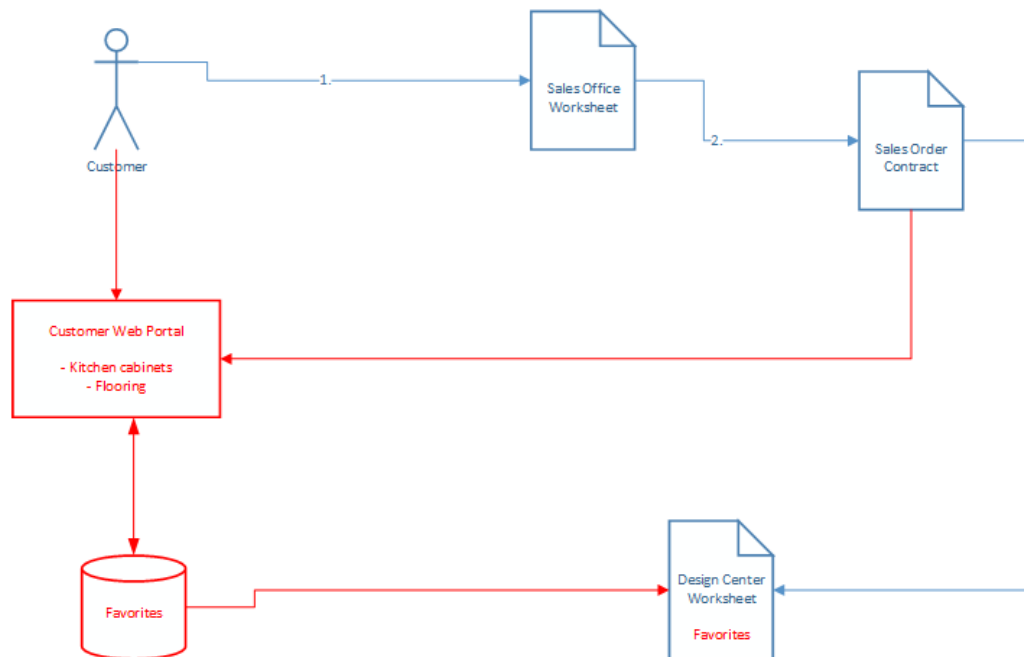 1.
Sales Office
Worksheet
2.
Sales Order
Contract
Customer
Customer Web Portal
- Kitchen cabinets
- Flooring
Favorites
Design Center
Worksheet
Favorites